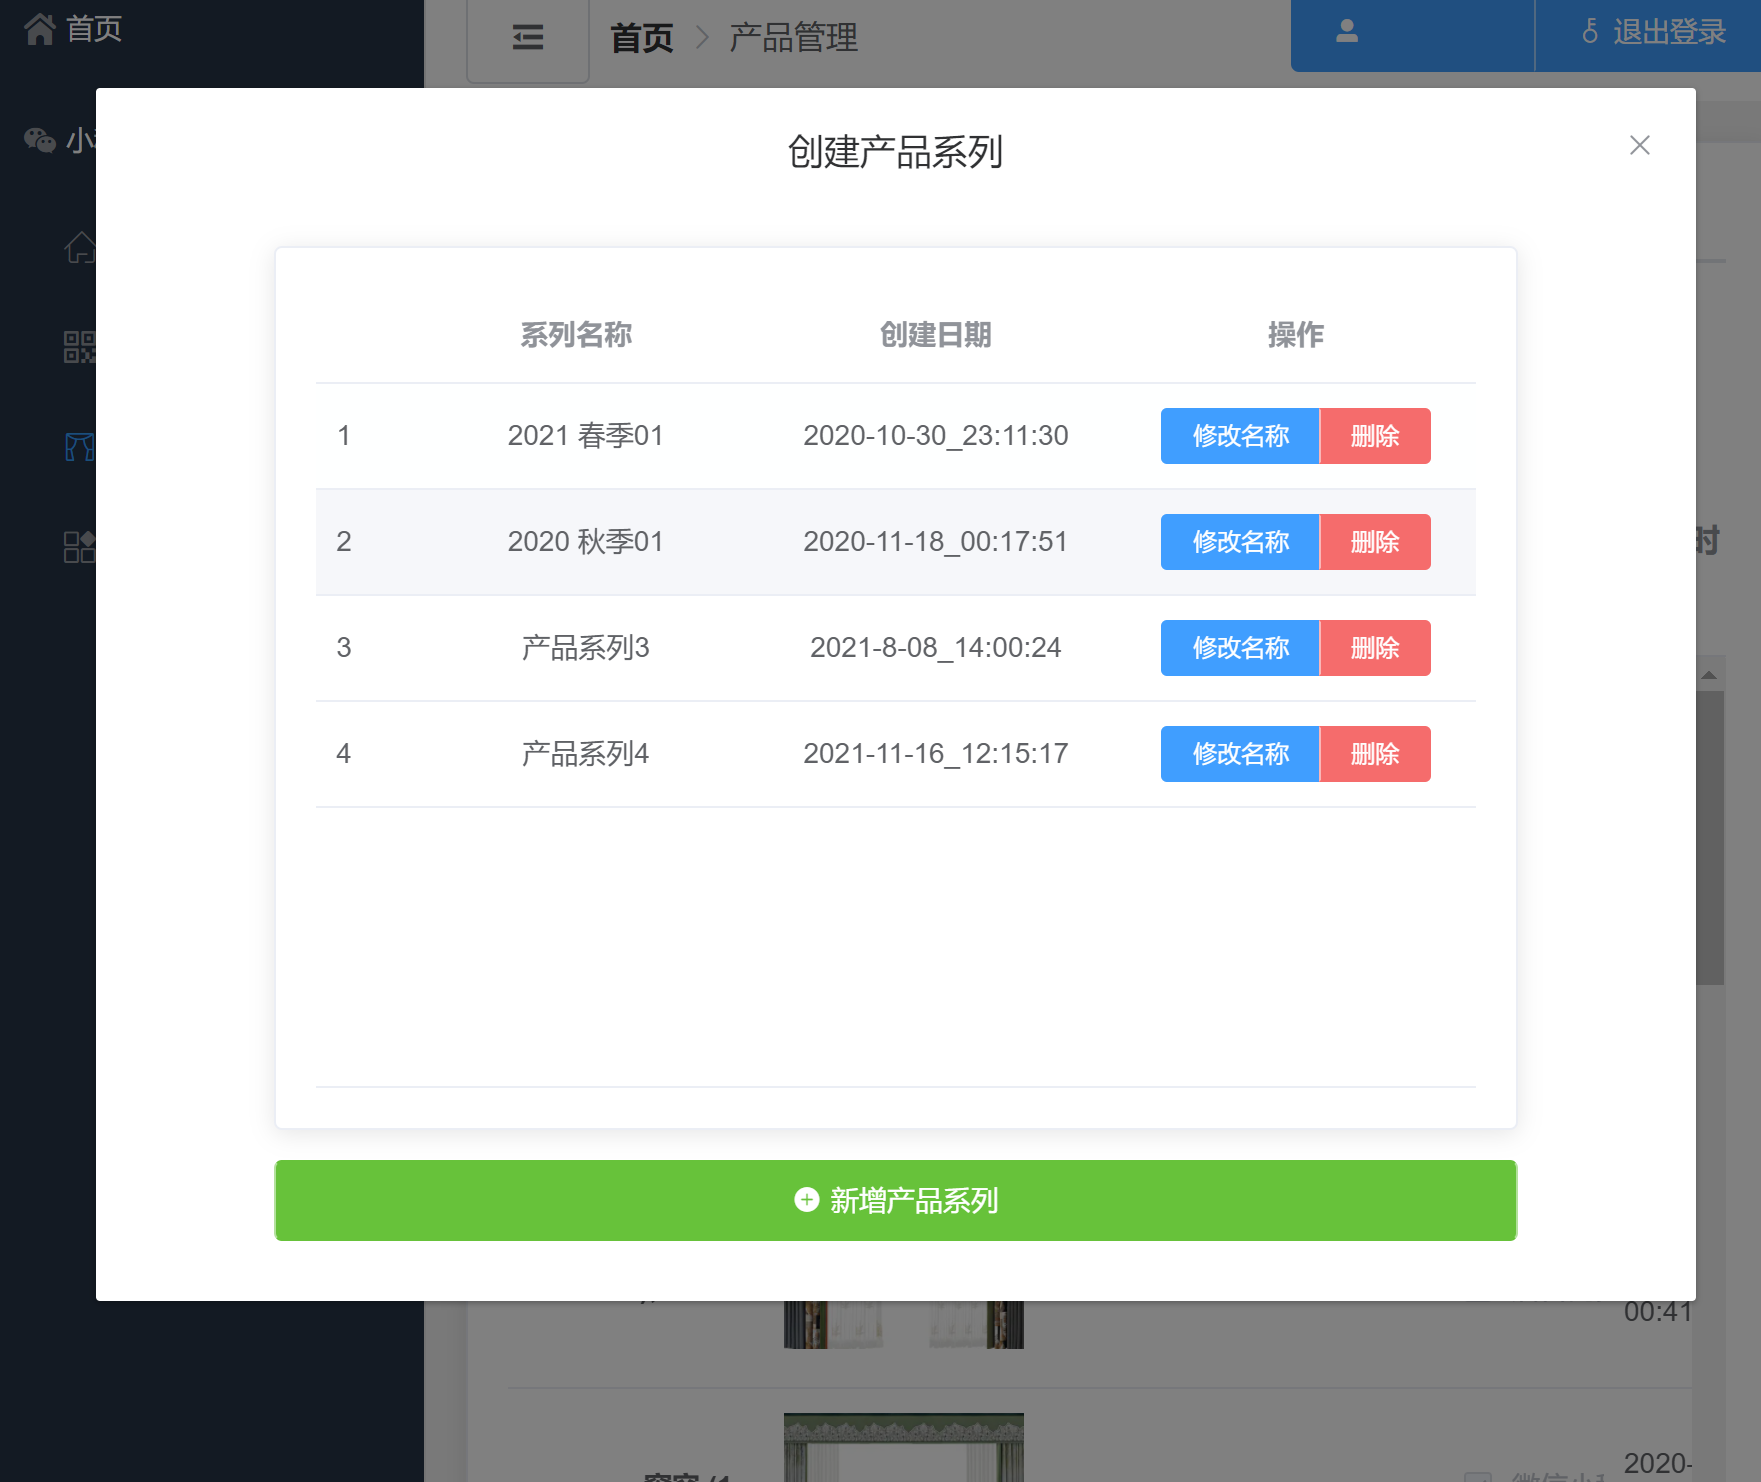 首页
首页 产品管理
退出登录
小
创建产品系列
系列名称 创建日期 操作
1 2021 春季01 2020-10-30_23:11:30 修改名称 删除
2 2020 秋季01 2020-11-18_00:17:51 修改名称 删除
3 产品系列3 2021-8-08_14:00:24 修改名称 删除
4 产品系列4 2021-11-16_12:15:17 修改名称 删除
时
新增产品系列
00:41
2020-